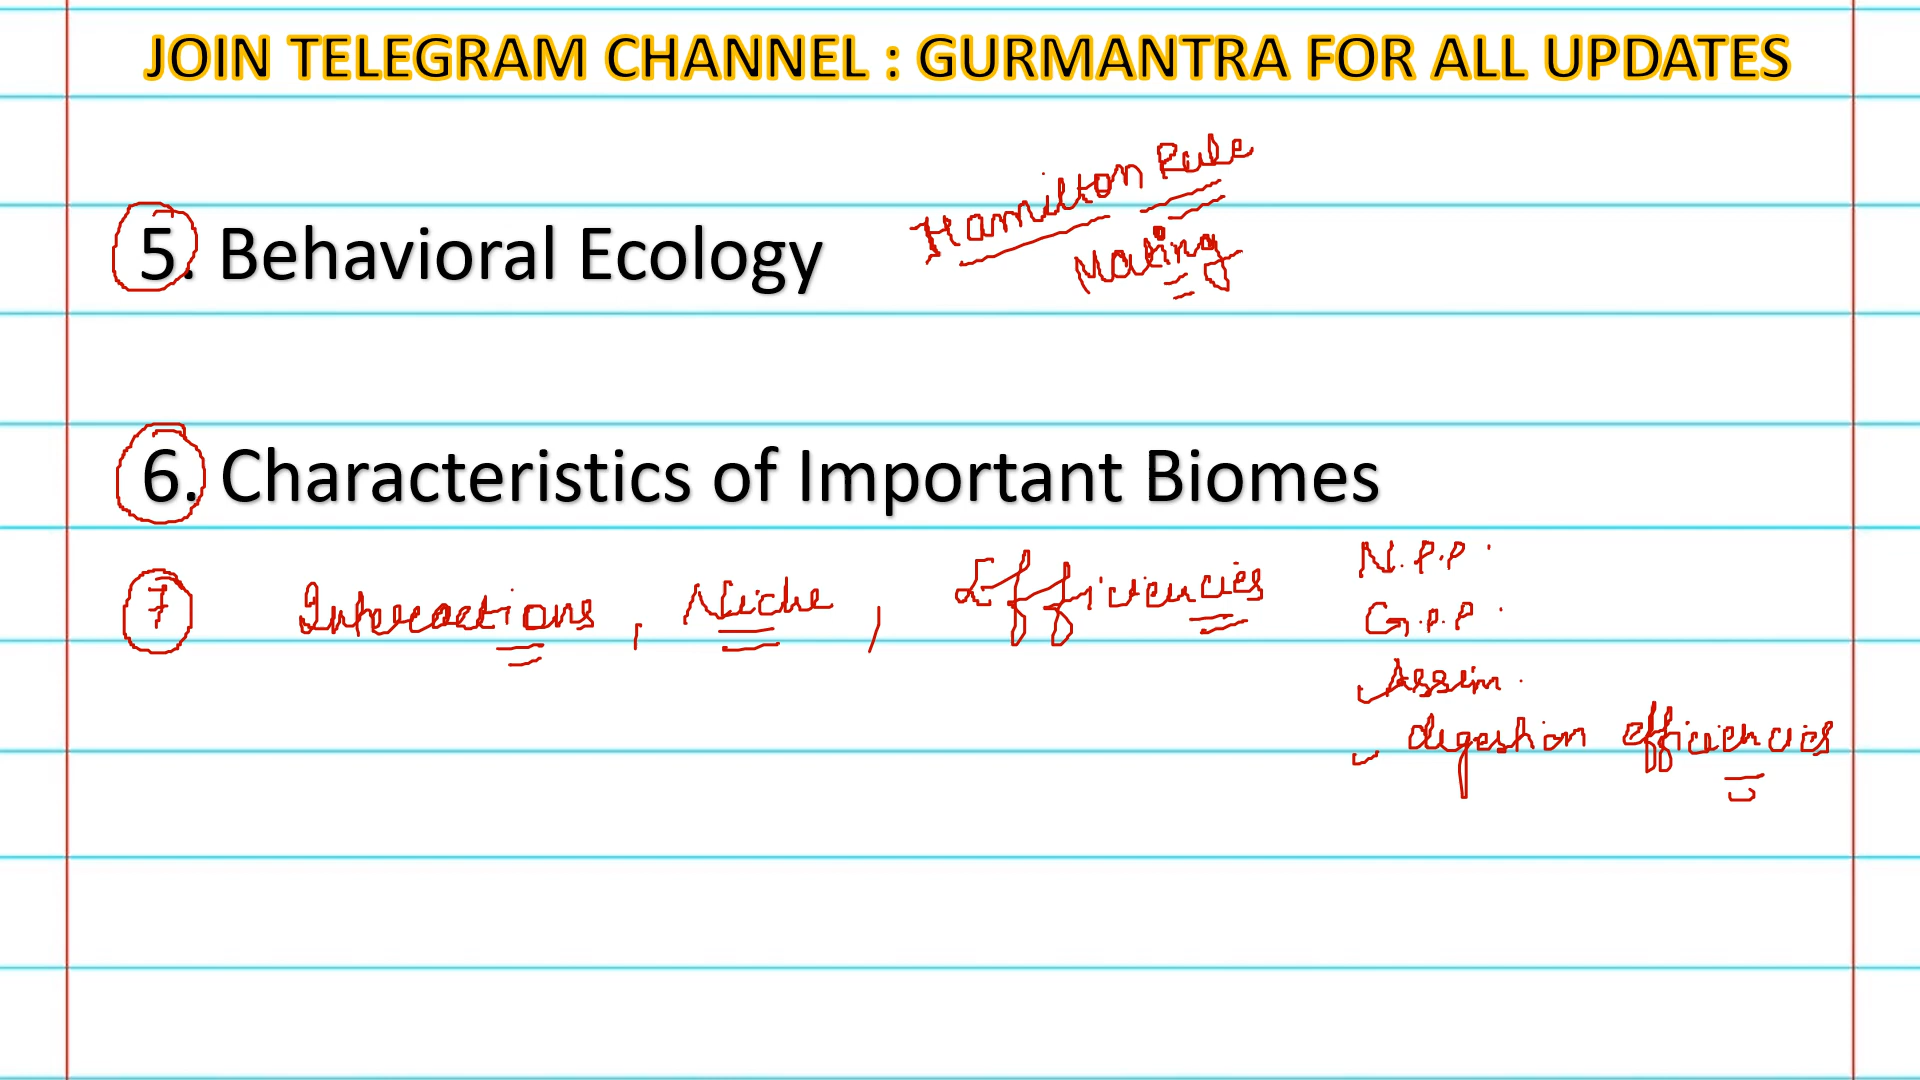 JOIN TELEGRAM CHANNEL : GURMANTRA FOR ALL UPDATES
Hamilton Rule
5. Behavioral Ecology
Mating
6. Characteristics of Important Biomes
7 Interactions, Niche, Efficiencies
N.P.P.
G.P.P.
Assim.
digestion efficiencies